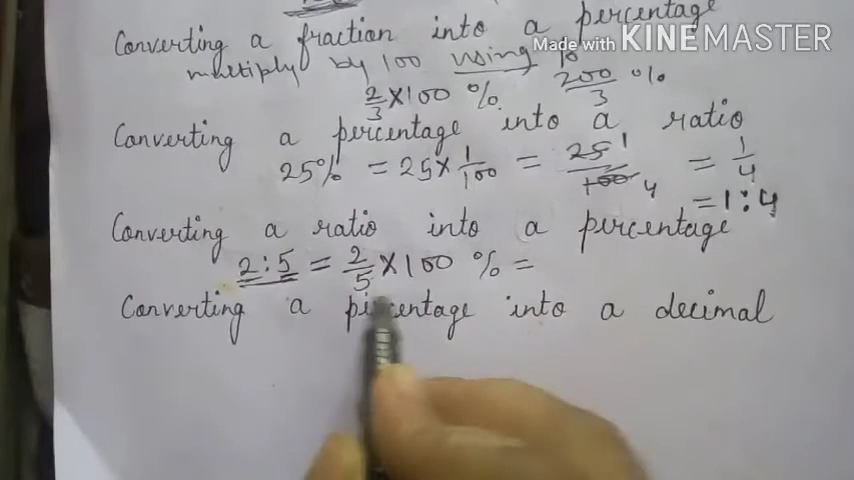 Converting a fraction into a percentage
Made with KINEMASTER
multiply by 100 using %
2/3 × 100 % 200/3 %
Converting a percentage into a ratio
25% = 25 × 1/100 = 25 1/100 4 = 1/4
= 1:4
Converting a ratio into a percentage
2:5 = 2/5 × 100 % =
Converting a percentage into a decimal